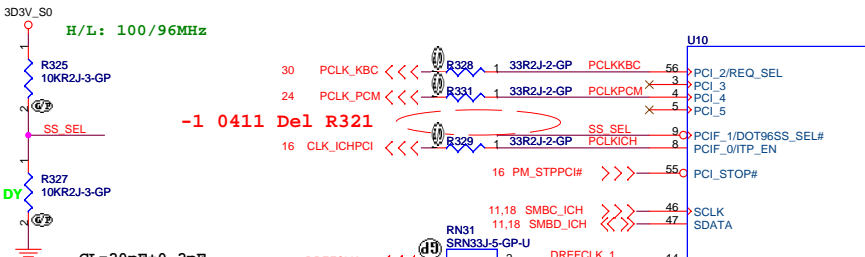 3D3V_S0
H/L: 100/96MHz
U10
1
R325
10KR2J-3-GP
2
G/P
SS_SEL
30 PCLK_KBC
R328
1
33R2J-2-GP
PCLKKBC
56
PCI_2/REQ_SEL
3
PCI_3
24 PCLK_PCM
R331
1
33R2J-2-GP
PCLKPCM
4
PCI_4
5
PCI_5
-1 0411 Del R321
SS_SEL
9
PCIF_1/DOT96SS_SEL#
16 CLK_ICHPCI
R329
1
33R2J-2-GP
PCLKICH
8
PCIF_0/ITP_EN
1
R327
10KR2J-3-GP
DY
2
G/P
16 PM_STPPCI#
55
PCI_STOP#
11,18 SMBC_ICH
46
SCLK
11,18 SMBD_ICH
47
SDATA
RN31
SRN33J-5-GP-U